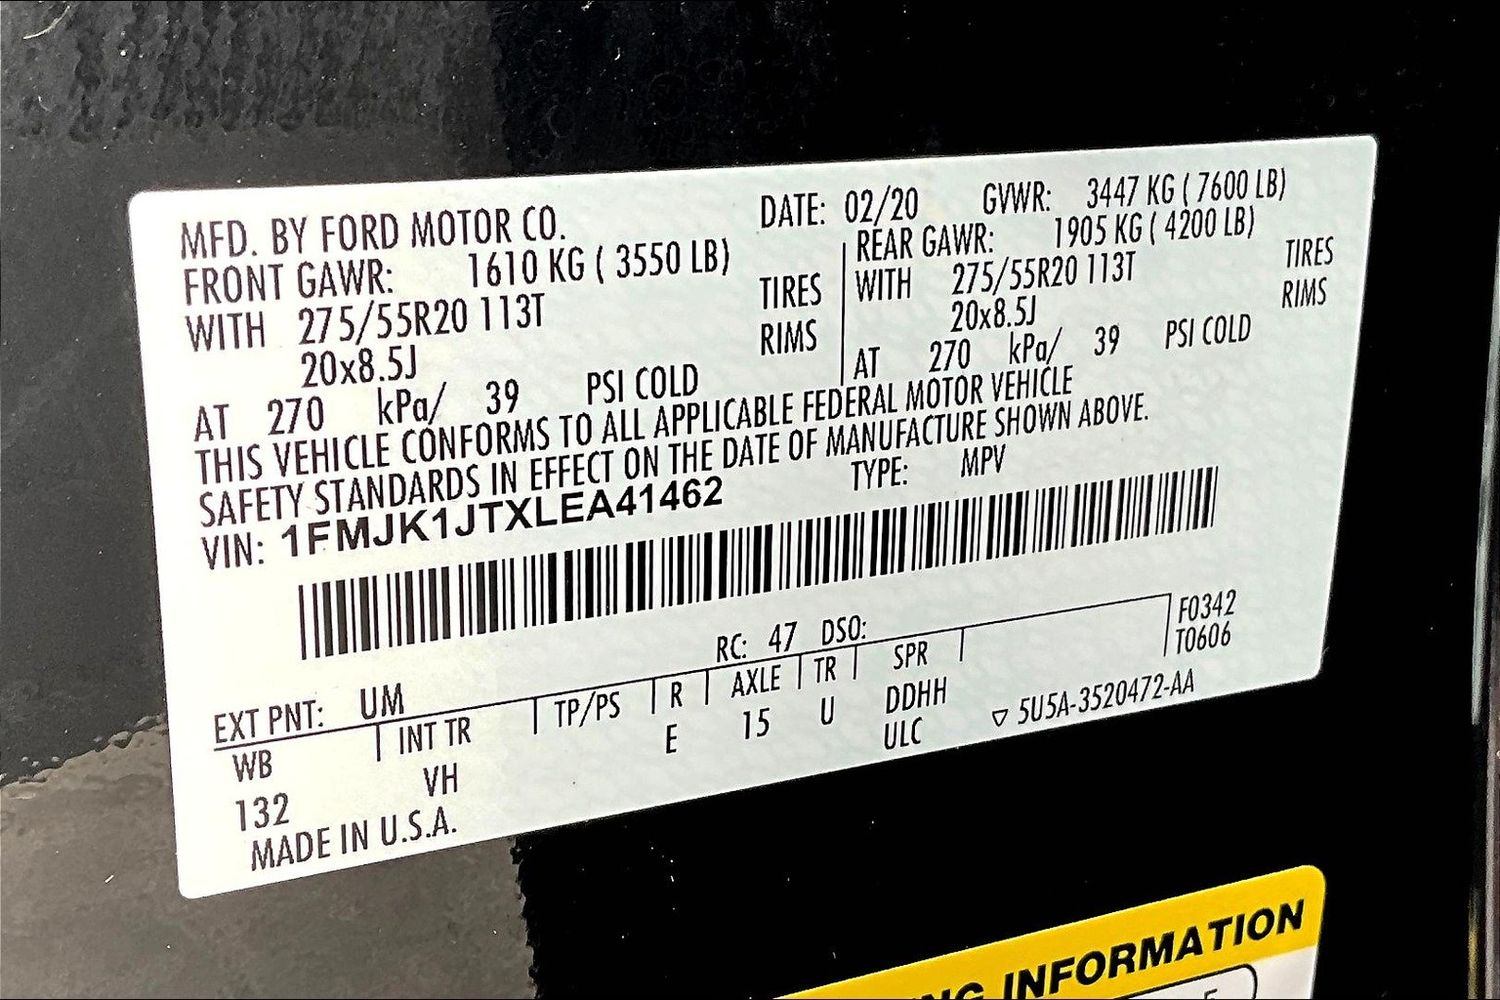 MFD. BY FORD MOTOR CO.
DATE: 02/20 GVWR: 3447 KG ( 7600 LB)
FRONT GAWR: 1610 KG ( 3550 LB)
WITH 275/55R20 113T TIRES
20x8.5J RIMS
AT 270 kPa/ 39 PSI COLD
REAR GAWR: 1905 KG ( 4200 LB)
WITH 275/55R20 113T TIRES
20x8.5J RIMS
AT 270 kPa/ 39 PSI COLD
THIS VEHICLE CONFORMS TO ALL APPLICABLE FEDERAL MOTOR VEHICLE
SAFETY STANDARDS IN EFFECT ON THE DATE OF MANUFACTURE SHOWN ABOVE.
VIN: 1FMJK1JTXLEA41462 TYPE: MPV
F0342
T0606
EXT PNT: UM RC: 47 DSO:
WB INT TR TP/PS R AXLE TR SPR
132 VH E 15 U DDHH
ULC
▽ 5U5A-3520472-AA
MADE IN U.S.A.
INFORMATION